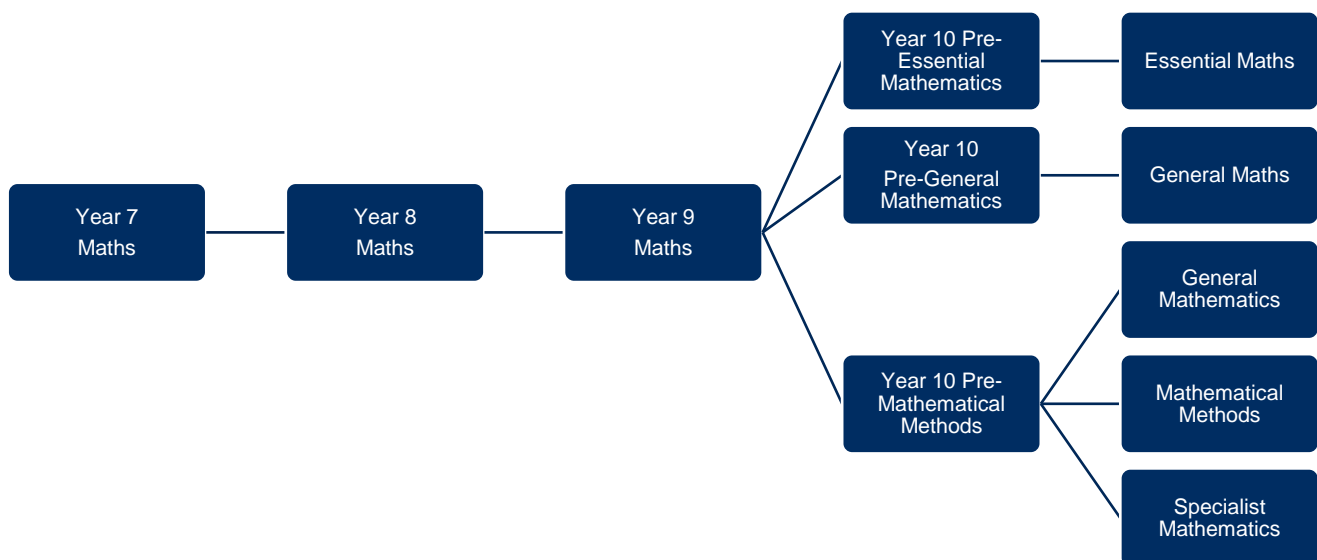 Year 7
Maths
Year 8
Maths
Year 9
Maths
Year 10 Pre-
Essential
Mathematics
Essential Maths
Year 10
Pre-General
Mathematics
General Maths
Year 10 Pre-
Mathematical
Methods
General
Mathematics
Mathematical
Methods
Specialist
Mathematics